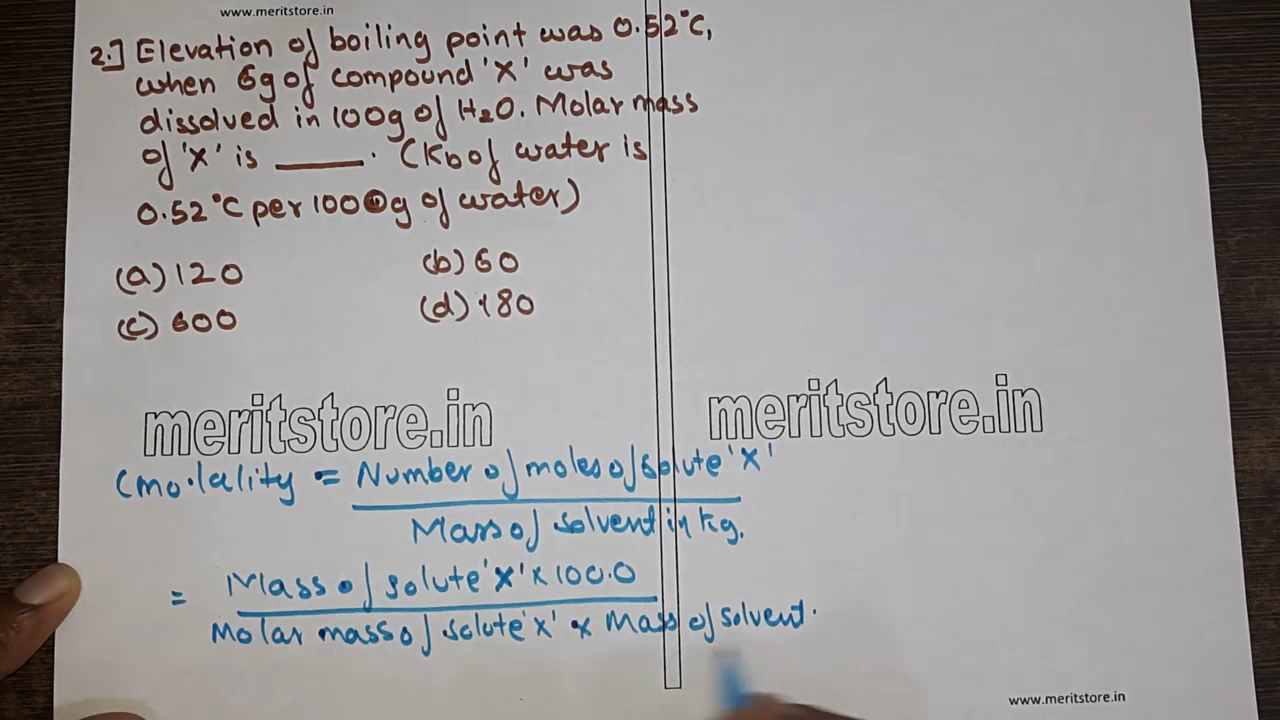 www.meritstore.in
2.] Elevation of boiling point was 0.52°C,
when 6g of compound 'X' was
dissolved in 100g of H2O. Molar mass
of 'X' is ______. (Kb of water is
0.52°C per 1000g of water)
(a) 120 (b) 60
(c) 600 (d) 180
meritstore.in meritstore.in
(molality = Number of moles of solute 'X'
Mass of solvent in kg.
= Mass of solute 'X' x 1000
Molar mass of solute 'X' x Mass of solvent.
www.meritstore.in